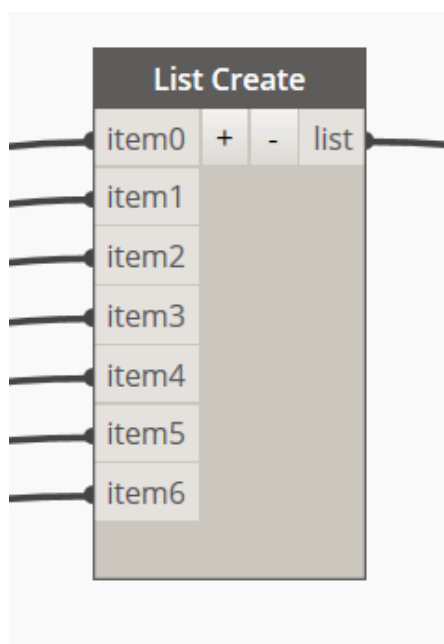 List Create
item0 + - list
item1
item2
item3
item4
item5
item6